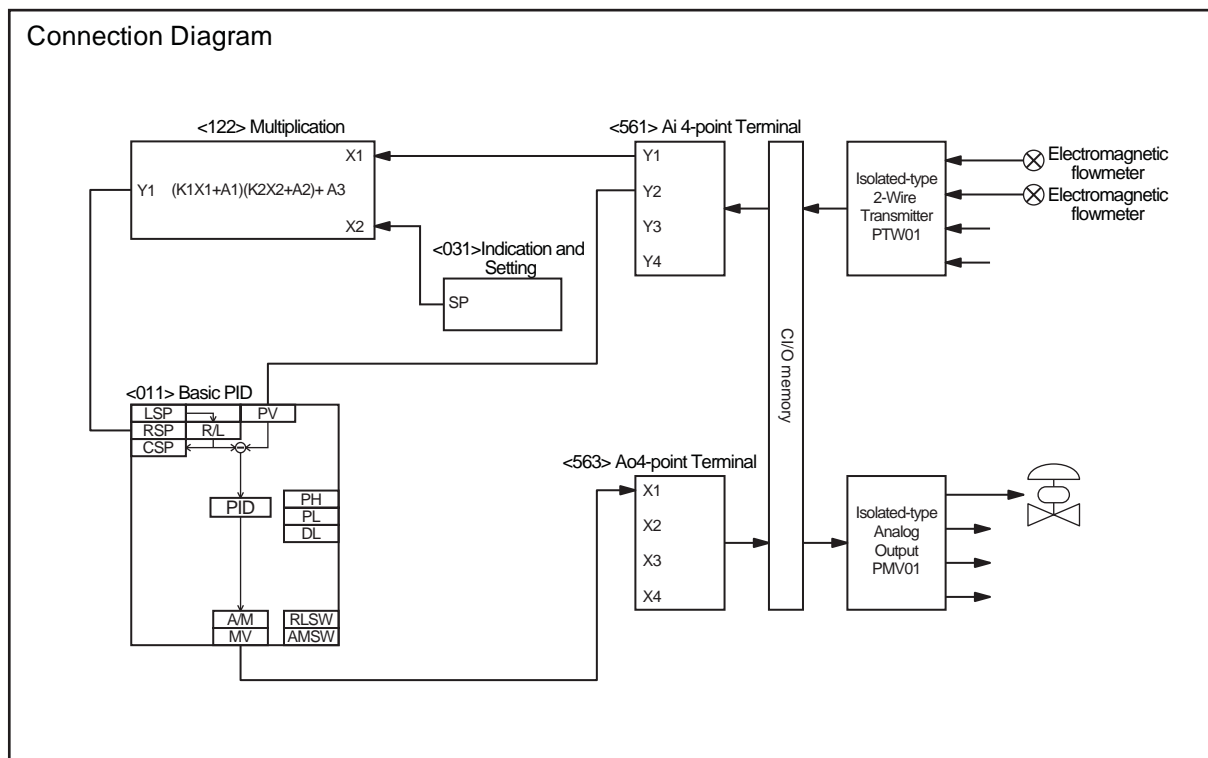 Connection Diagram
<122> Multiplication
X1
Y1 (K1X1+A1)(K2X2+A2)+ A3
X2
<031>Indication and
Setting
SP
<561> Ai 4-point Terminal
Y1
Y2
Y3
Y4
CI/O memory
Isolated-type
2-Wire
Transmitter
PTW01
Electromagnetic
flowmeter
Electromagnetic
flowmeter
<011> Basic PID
LSP
PV
RSP
R/L
CSP
PID
PH
PL
DL
A/M
RLSW
MV
AMSW
<563> Ao4-point Terminal
X1
X2
X3
X4
Isolated-type
Analog
Output
PMV01